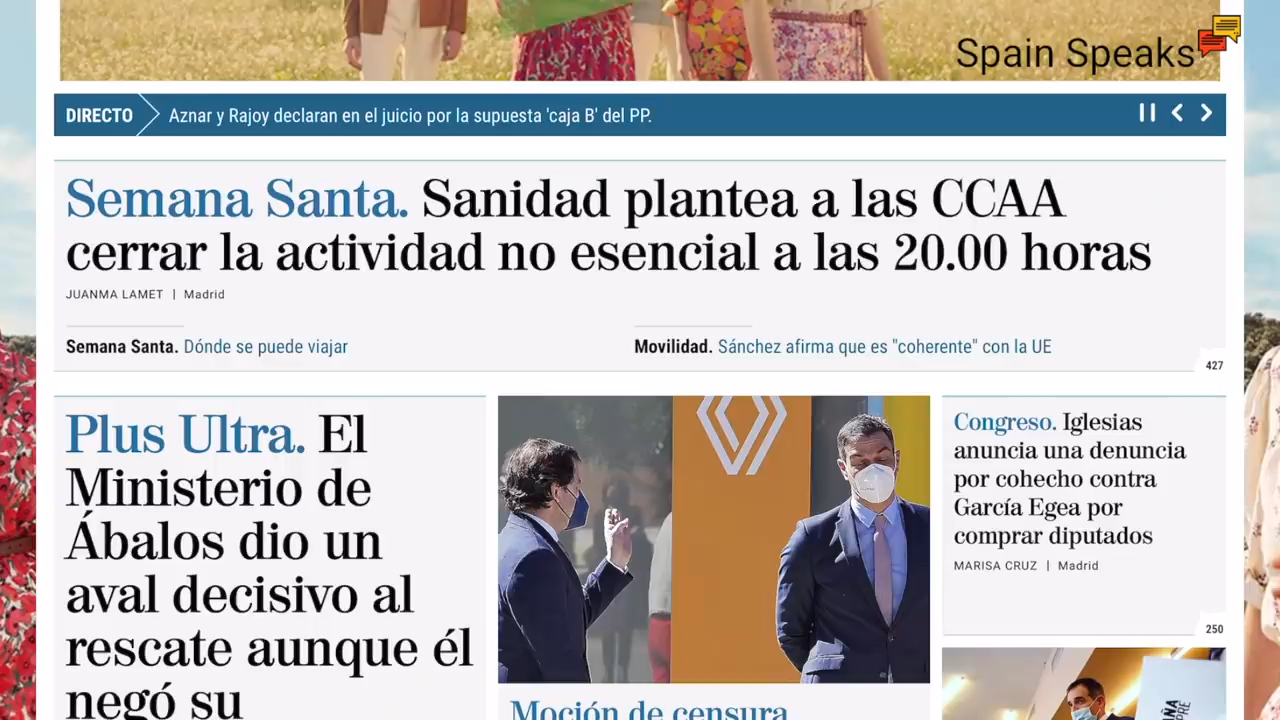 Spain Speaks
DIRECTO
Aznar y Rajoy declaran en el juicio por la supuesta 'caja B' del PP.
Semana Santa. Sanidad plantea a las CCAA
cerrar la actividad no esencial a las 20.00 horas
JUANMA LAMET | Madrid
Semana Santa. Dónde se puede viajar
Movilidad. Sánchez afirma que es "coherente" con la UE
427
Plus Ultra. El
Ministerio de
Ábalos dio un
aval decisivo al
rescate aunque él
negó su
Moción de censura
Congreso. Iglesias
anuncia una denuncia
por cohecho contra
García Egea por
comprar diputados
MARISA CRUZ | Madrid
250